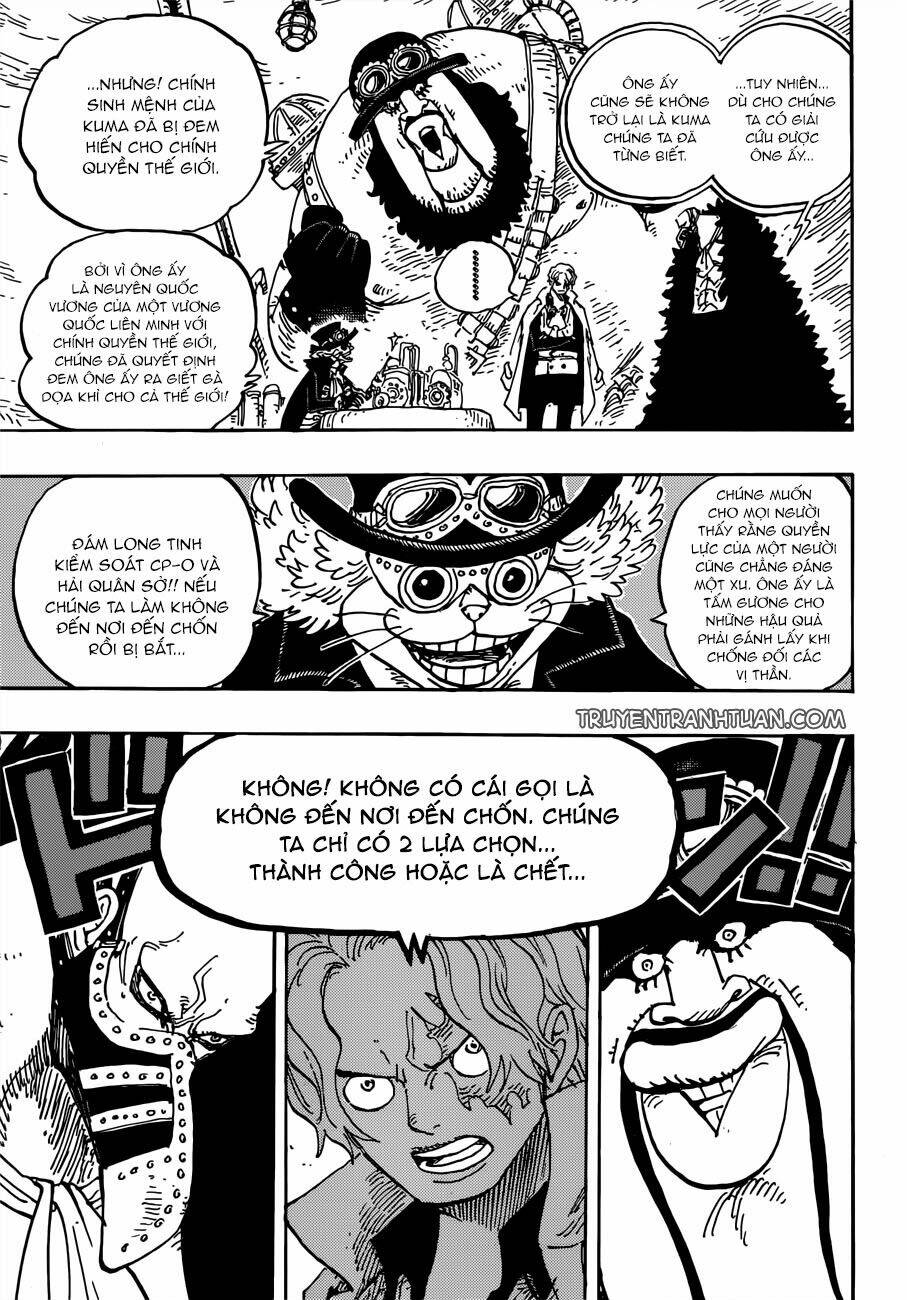 ...TUY NHIÊN...
DÙ CHO CHÚNG
TA CÓ GIẢI
CỨU ĐƯỢC
ÔNG ẤY...
ÔNG ẤY
CŨNG SẼ KHÔNG
TRỞ LẠI LÀ KUMA
CHÚNG TA ĐÃ
TỪNG BIẾT.
...NHƯNG! CHÍNH
SINH MỆNH CỦA
KUMA ĐÃ BỊ ĐEM
HIẾN CHO CHÍNH
QUYỀN THẾ GIỚI.
BỞI VÌ ÔNG ẤY
LÀ NGUYÊN QUỐC
VƯƠNG CỦA MỘT VƯƠNG
QUỐC LIÊN MINH VỚI
CHÍNH QUYỀN THẾ GIỚI,
CHÚNG ĐÃ QUYẾT ĐỊNH
ĐEM ÔNG ẤY RA GIẾT GÀ
DỌA KHỈ CHO CẢ THẾ GIỚI!
CHÚNG MUỐN
CHO MỌI NGƯỜI
THẤY RẰNG QUYỀN
LỰC CỦA MỘT NGƯỜI
CŨNG CHẲNG ĐÁNG
MỘT XU. ÔNG ẤY LÀ
TẤM GƯƠNG CHO
NHỮNG HẬU QUẢ
PHẢI GÁNH LẤY KHI
CHỐNG ĐỐI CÁC
VỊ THẦN.
ĐÁM LONG TINH
KIỂM SOÁT CP-O VÀ
HẢI QUÂN SỜ!! NẾU
CHÚNG TA LÀM KHÔNG
ĐẾN NƠI ĐẾN CHỐN
RỒI BỊ BẮT...
TRUYENTRANHTUAN.COM
KHÔNG! KHÔNG CÓ CÁI GỌI LÀ
KHÔNG ĐẾN NƠI ĐẾN CHỐN. CHÚNG
TA CHỈ CÓ 2 LỰA CHỌN...
THÀNH CÔNG HOẶC LÀ CHẾT...
ドン!!